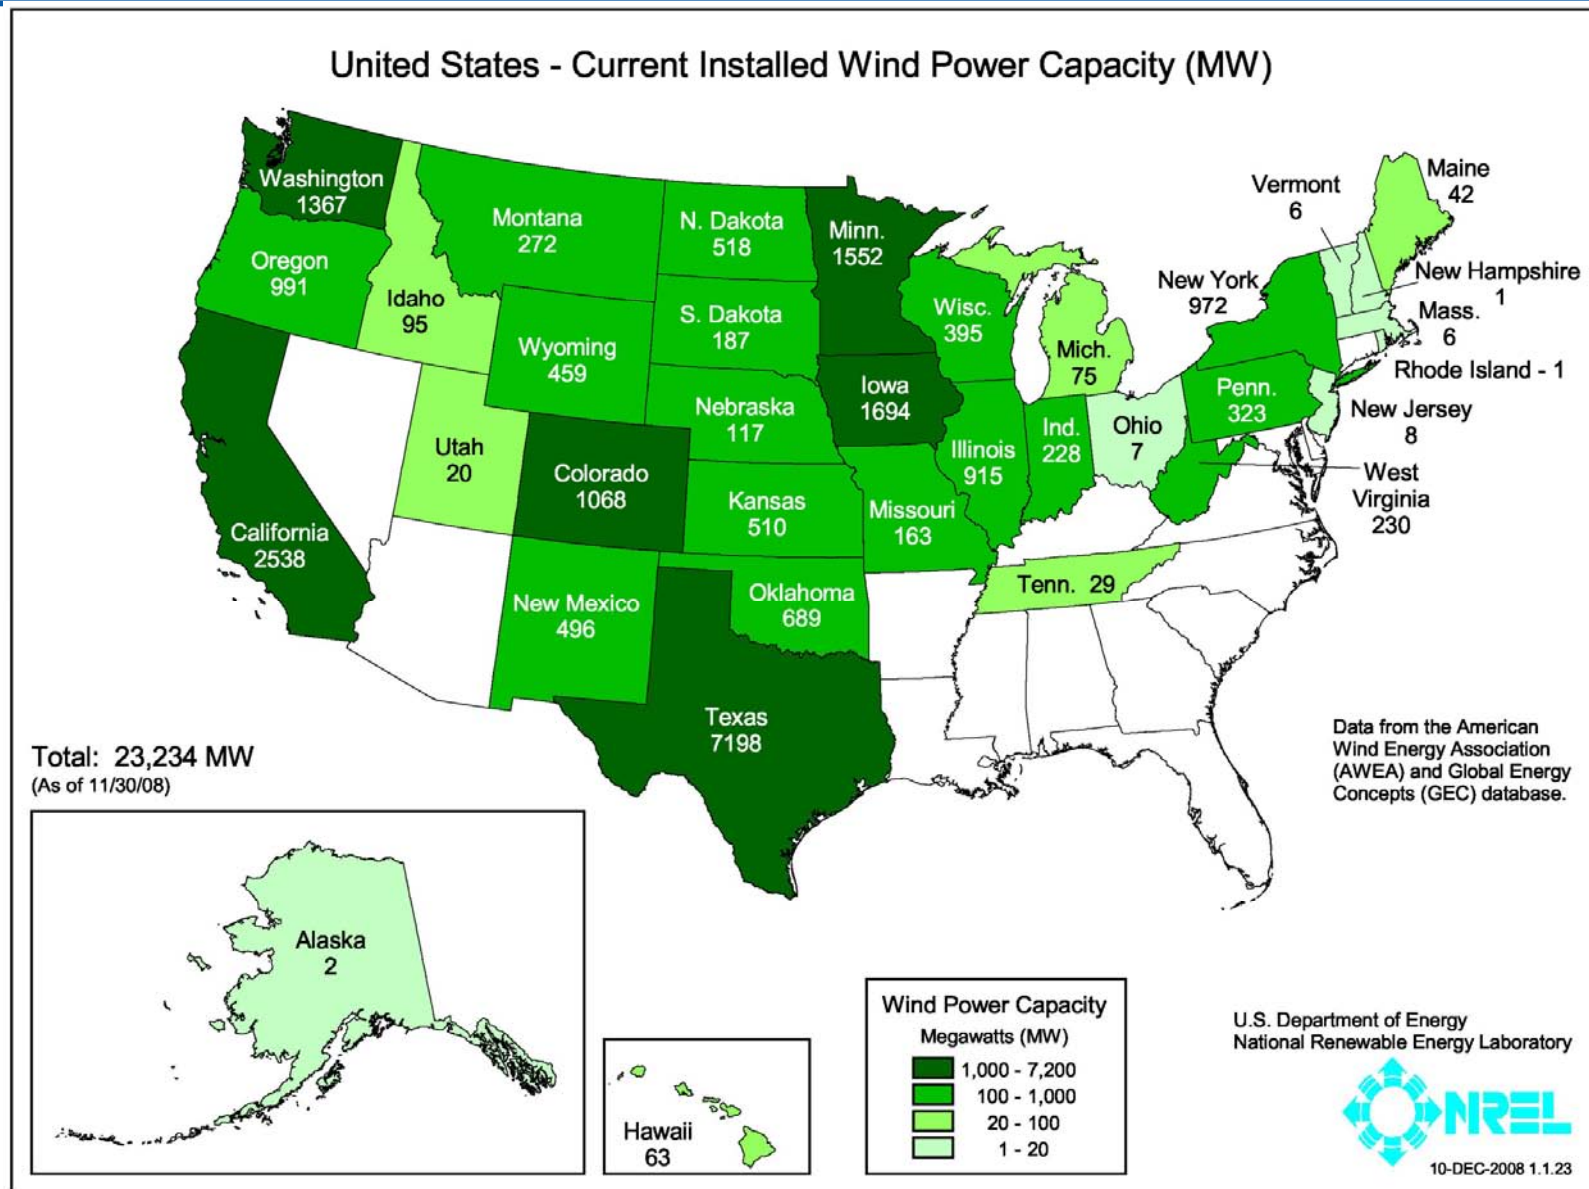 United States - Current Installed Wind Power Capacity (MW)
Washington
1367
Oregon
991
California
2538
Idaho
95
Utah
20
Montana
272
Wyoming
459
Colorado
1068
New Mexico
496
N. Dakota
518
S. Dakota
187
Nebraska
117
Kansas
510
Oklahoma
689
Texas
7198
Minn.
1552
Iowa
1694
Missouri
163
Wisc.
395
Illinois
915
Mich.
75
Ind.
228
Ohio
7
Tenn. 29
Penn.
323
New York
972
Vermont
6
Maine
42
New Hampshire
1
Mass.
6
Rhode Island - 1
New Jersey
8
West
Virginia
230
Total: 23,234 MW
(As of 11/30/08)
Data from the American
Wind Energy Association
(AWEA) and Global Energy
Concepts (GEC) database.
Alaska
2
Hawaii
63
Wind Power Capacity
Megawatts (MW)
1,000 - 7,200
100 - 1,000
20 - 100
1 - 20
U.S. Department of Energy
National Renewable Energy Laboratory
NREL
10-DEC-2008 1.1.23